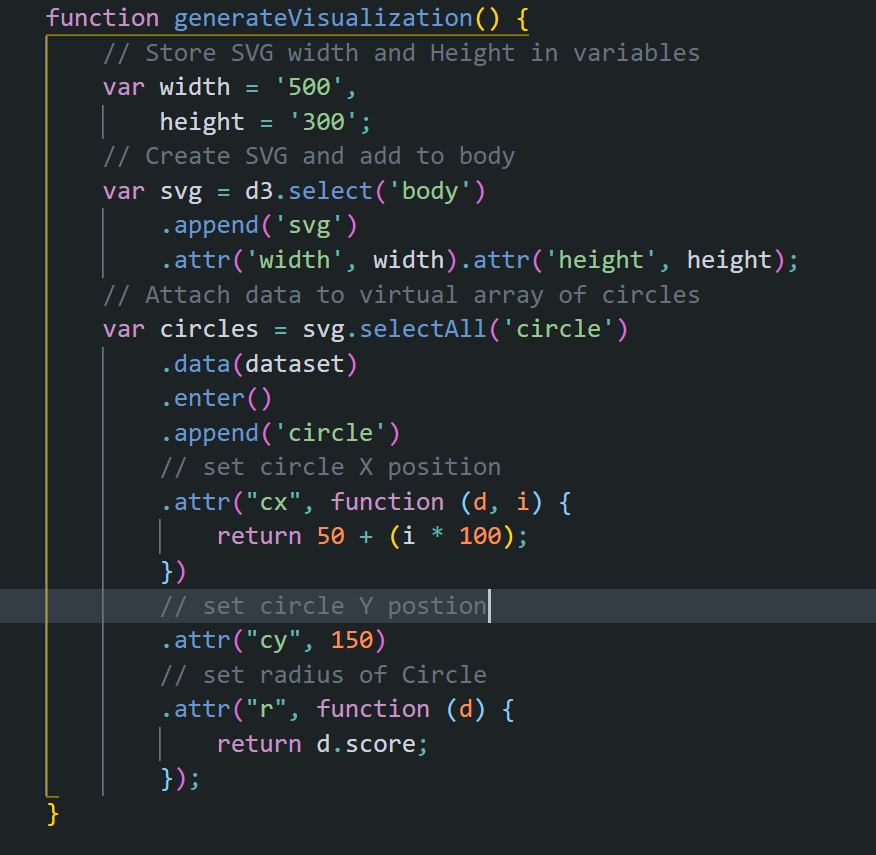 function generateVisualization() {
    // Store SVG width and Height in variables
    var width = '500',
        height = '300';
    // Create SVG and add to body
    var svg = d3.select('body')
        .append('svg')
        .attr('width', width).attr('height', height);
    // Attach data to virtual array of circles
    var circles = svg.selectAll('circle')
        .data(dataset)
        .enter()
        .append('circle')
        // set circle X position
        .attr("cx", function (d, i) {
            return 50 + (i * 100);
        })
        // set circle Y postion
        .attr("cy", 150)
        // set radius of Circle
        .attr("r", function (d) {
            return d.score;
        });
}